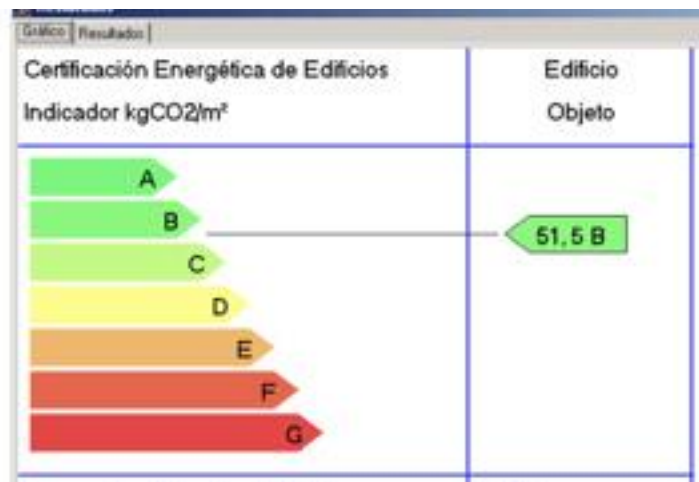 Gráfico Resultados
Certificación Energética de Edificios
Indicador kgCO2/m²
Edificio
Objeto
A
B
51,5 B
C
D
E
F
G